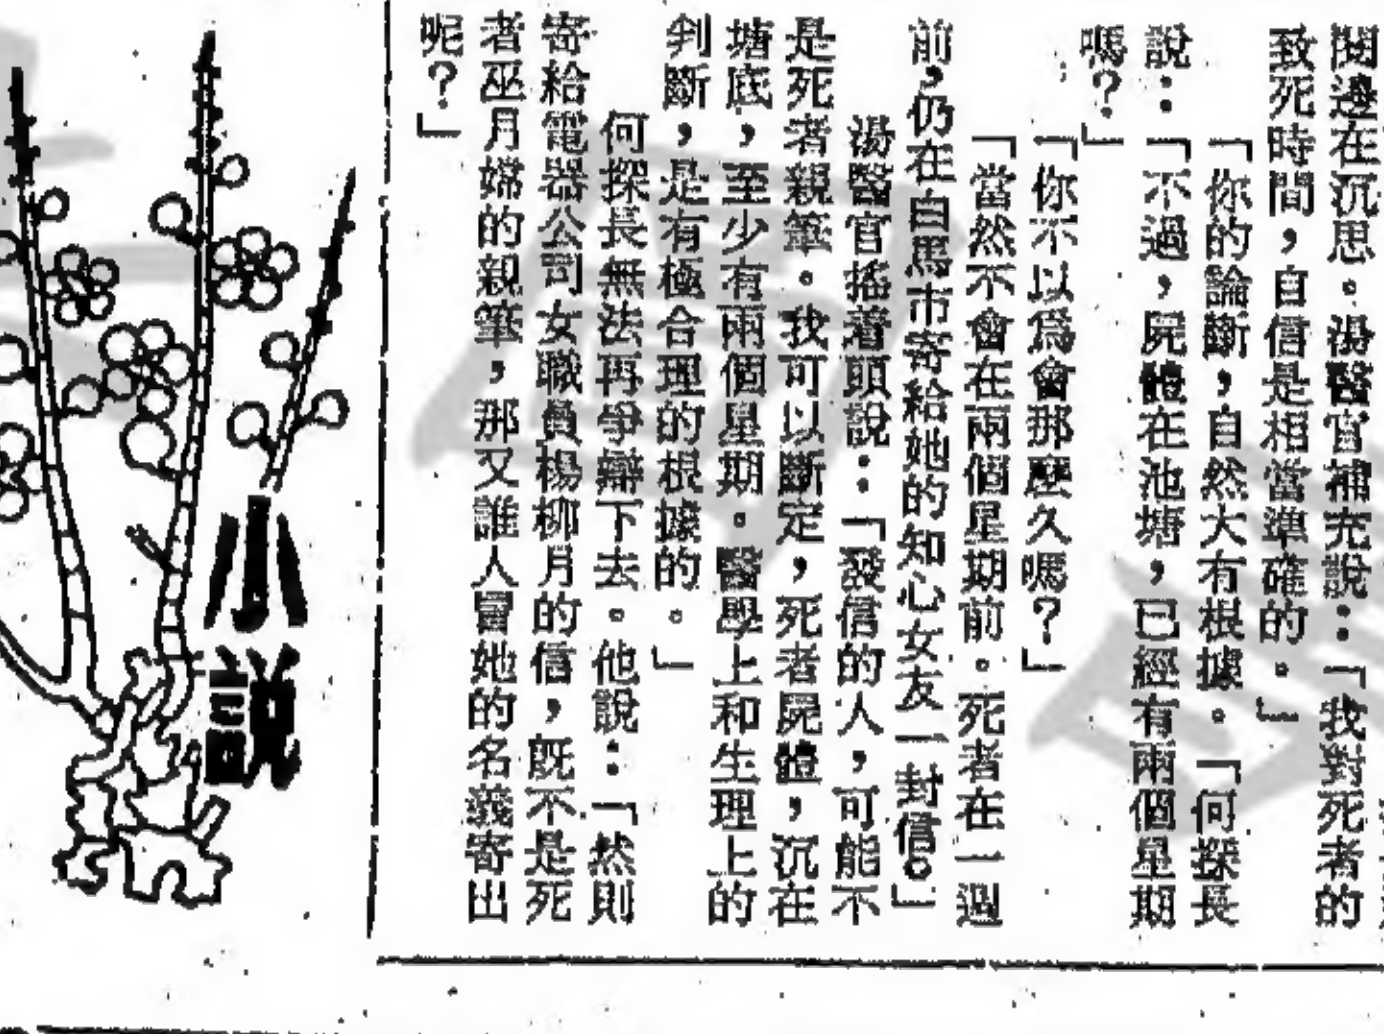 閱邊在沉思。湯醫官補充說：「我對死者的
致死時間，自信是相當準確的。」
「你的論斷，自然大有根據。「何探長
說：「不過，屍體在池塘，已經有兩個星期
嗎？」
「你不以為會那麼久嗎？」
「當然不會在兩個星期前。死者在一週
前，仍在白馬市寄給她的知心女友一封信。」
湯醫官搖着頭說：「發信的人，可能不
是死者親筆。我可以斷定，死者屍體，沉在
塘底，至少有兩個星期。醫學上和生理上的
判斷，是有極合理的根據的。」
何探長無法再爭辯下去。他說：「然則
寄給電器公司女職員楊柳月的信，既不是死
者巫月嫦的親筆，那又誰人冒她的名義寄出
呢？」
小說